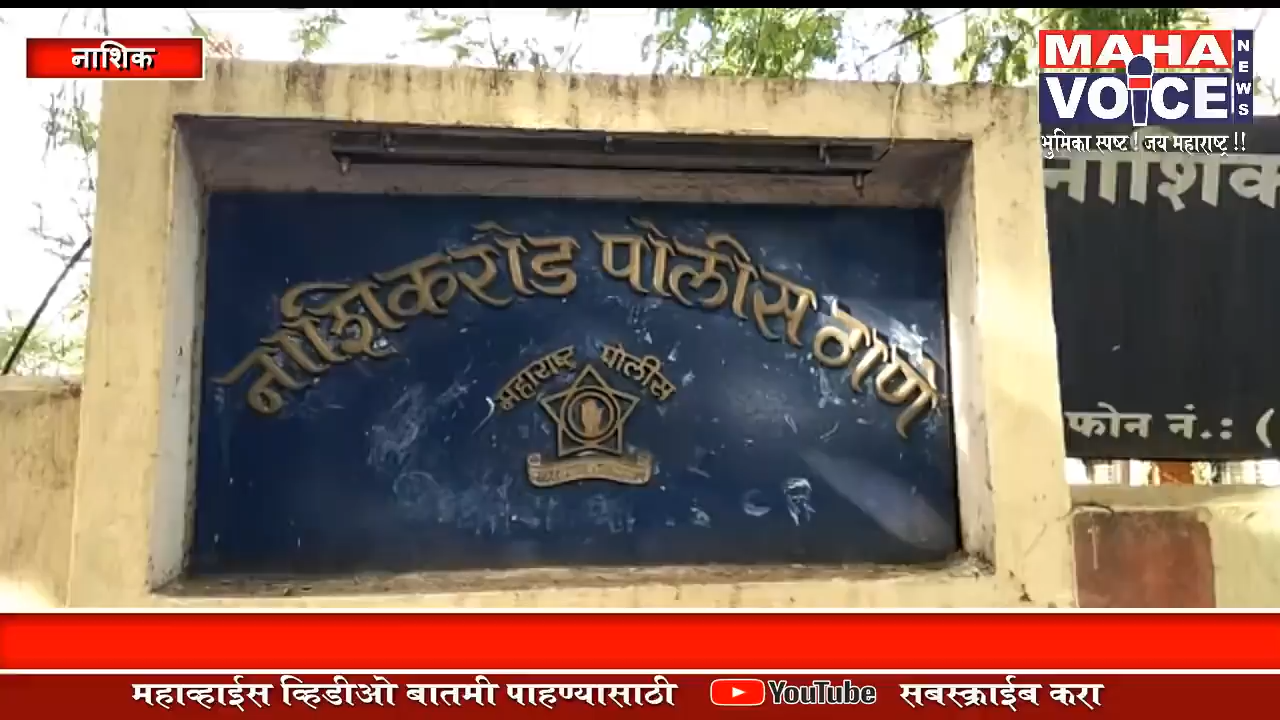 नाशिक
MAHA
VOICE
NEWS
भुमिका स्पष्ट ! जय महाराष्ट्र !!
नाशिक
नाशिकरोड पोलीस ठाणे
महाराष्ट्र पोलीस
फोन नं.: (
महाव्हाईस व्हिडीओ बातमी पाहण्यासाठी YouTube सबस्क्राईब करा